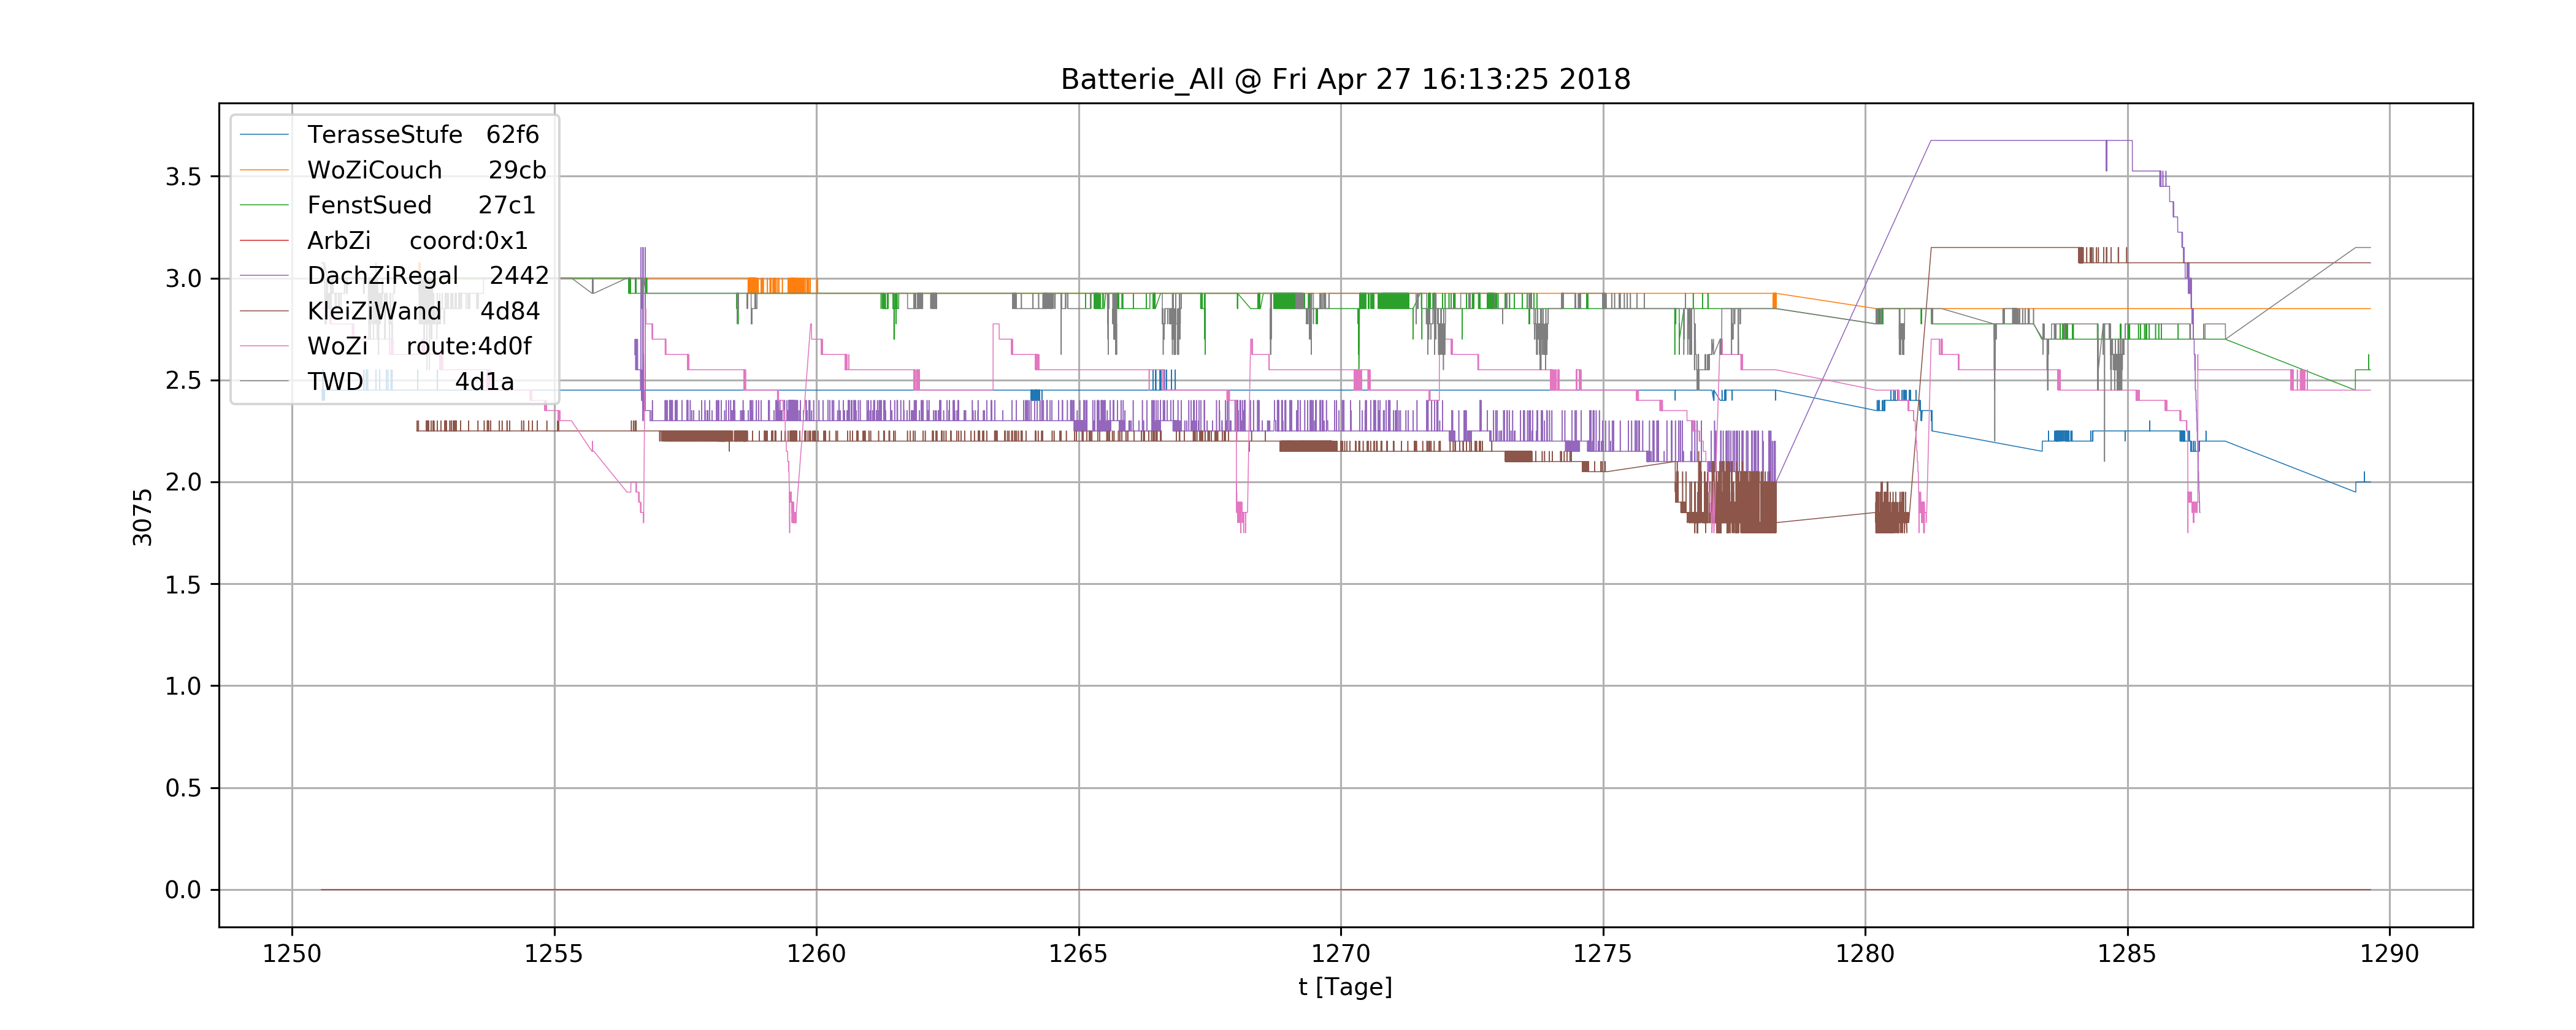 Batterie_All @ Fri Apr 27 16:13:25 2018
TerasseStufe 62f6
WoZiCouch 29cb
FenstSued 27c1
ArbZi coord:0x1
DachZiRegal 2442
KleiZiWand 4d84
WoZi route:4d0f
TWD 4d1a
3.5
3.0
2.5
2.0
1.5
1.0
0.5
0.0
3075
1250 1255 1260 1265 1270 1275 1280 1285 1290
t [Tage]